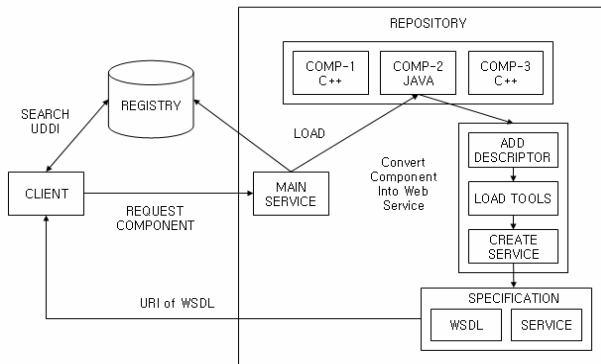 REPOSITORY
COMP-1
C++
COMP-2
JAVA
COMP-3
C++
REGISTRY
SEARCH
UDDI
LOAD
ADD
DESCRIPTOR
Convert
Component
Into Web
Service
CLIENT
MAIN
SERVICE
LOAD TOOLS
REQUEST
COMPONENT
CREATE
SERVICE
SPECIFICATION
URI of WSDL
WSDL
SERVICE